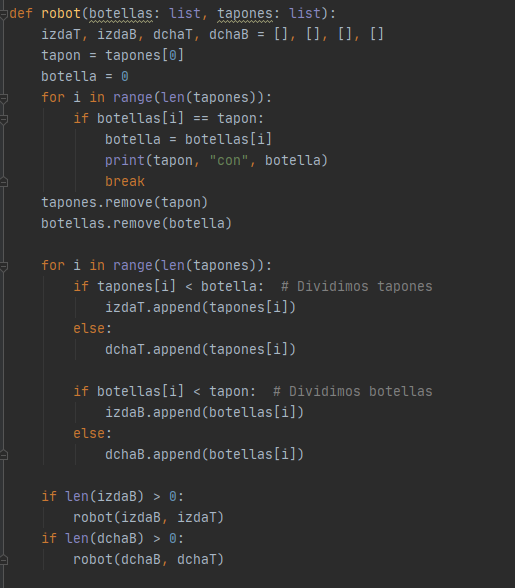 def robot(botellas: list, tapones: list):
    izdaT, izdaB, dchaT, dchaB = [], [], [], []
    tapon = tapones[0]
    botella = 0
    for i in range(len(tapones)):
        if botellas[i] == tapon:
            botella = botellas[i]
            print(tapon, "con", botella)
            break
    tapones.remove(tapon)
    botellas.remove(botella)

    for i in range(len(tapones)):
        if tapones[i] < botella:  # Dividimos tapones
            izdaT.append(tapones[i])
        else:
            dchaT.append(tapones[i])

        if botellas[i] < tapon:  # Dividimos botellas
            izdaB.append(botellas[i])
        else:
            dchaB.append(botellas[i])

    if len(izdaB) > 0:
        robot(izdaB, izdaT)
    if len(dchaB) > 0:
        robot(dchaB, dchaT)